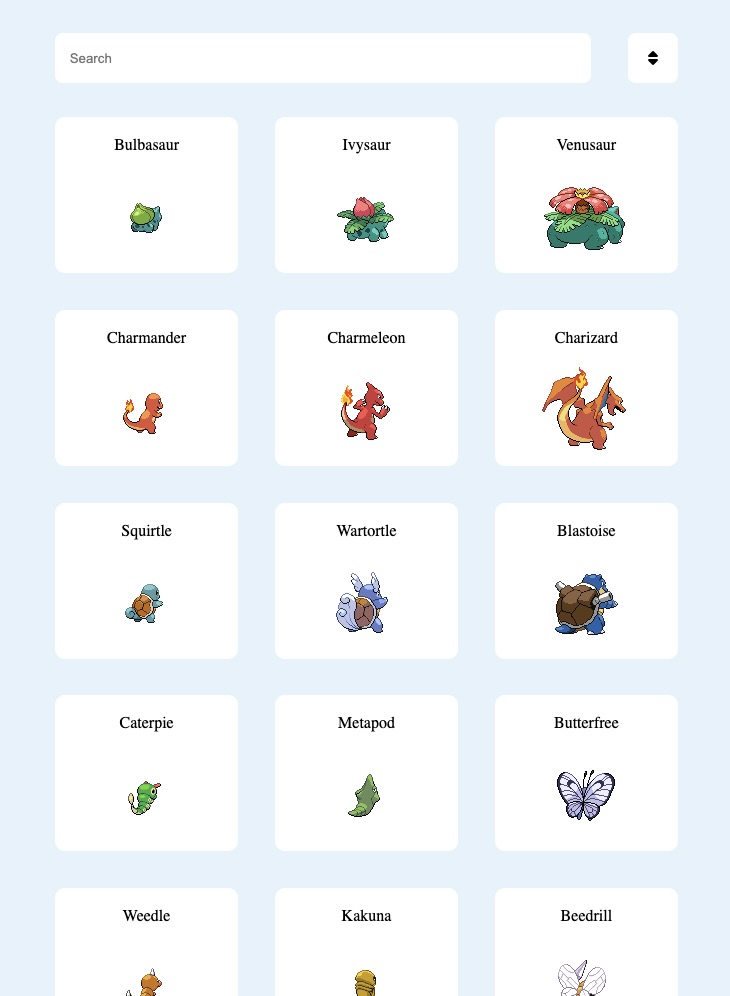 Search
Bulbasaur
Ivysaur
Venusaur
Charmander
Charmeleon
Charizard
Squirtle
Wartortle
Blastoise
Caterpie
Metapod
Butterfree
Weedle
Kakuna
Beedrill